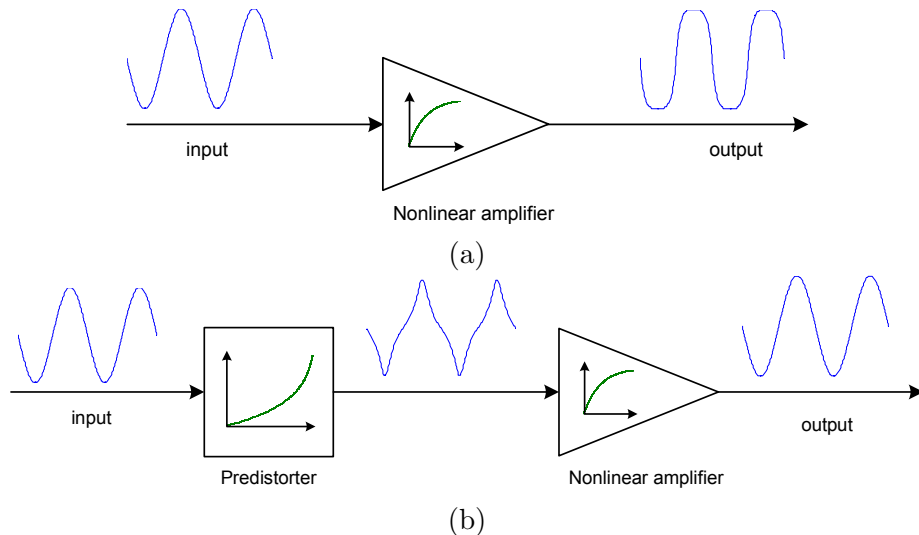 input
output
Nonlinear amplifier
(a)
input
Predistorter
Nonlinear amplifier
output
(b)